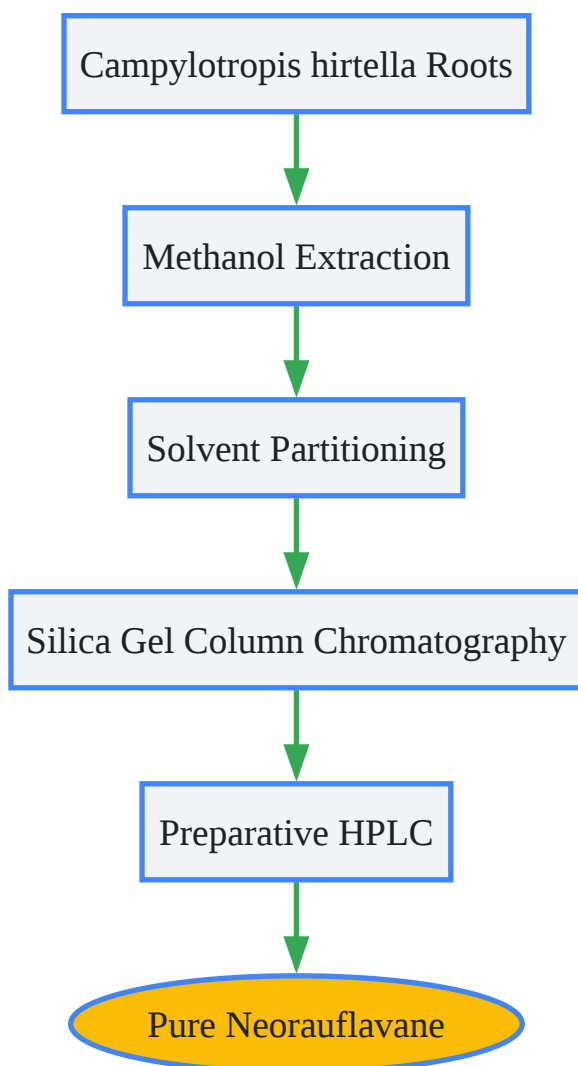 Campylotropis hirtella Roots
Methanol Extraction
Solvent Partitioning
Silica Gel Column Chromatography
Preparative HPLC
Pure Neorauflavane